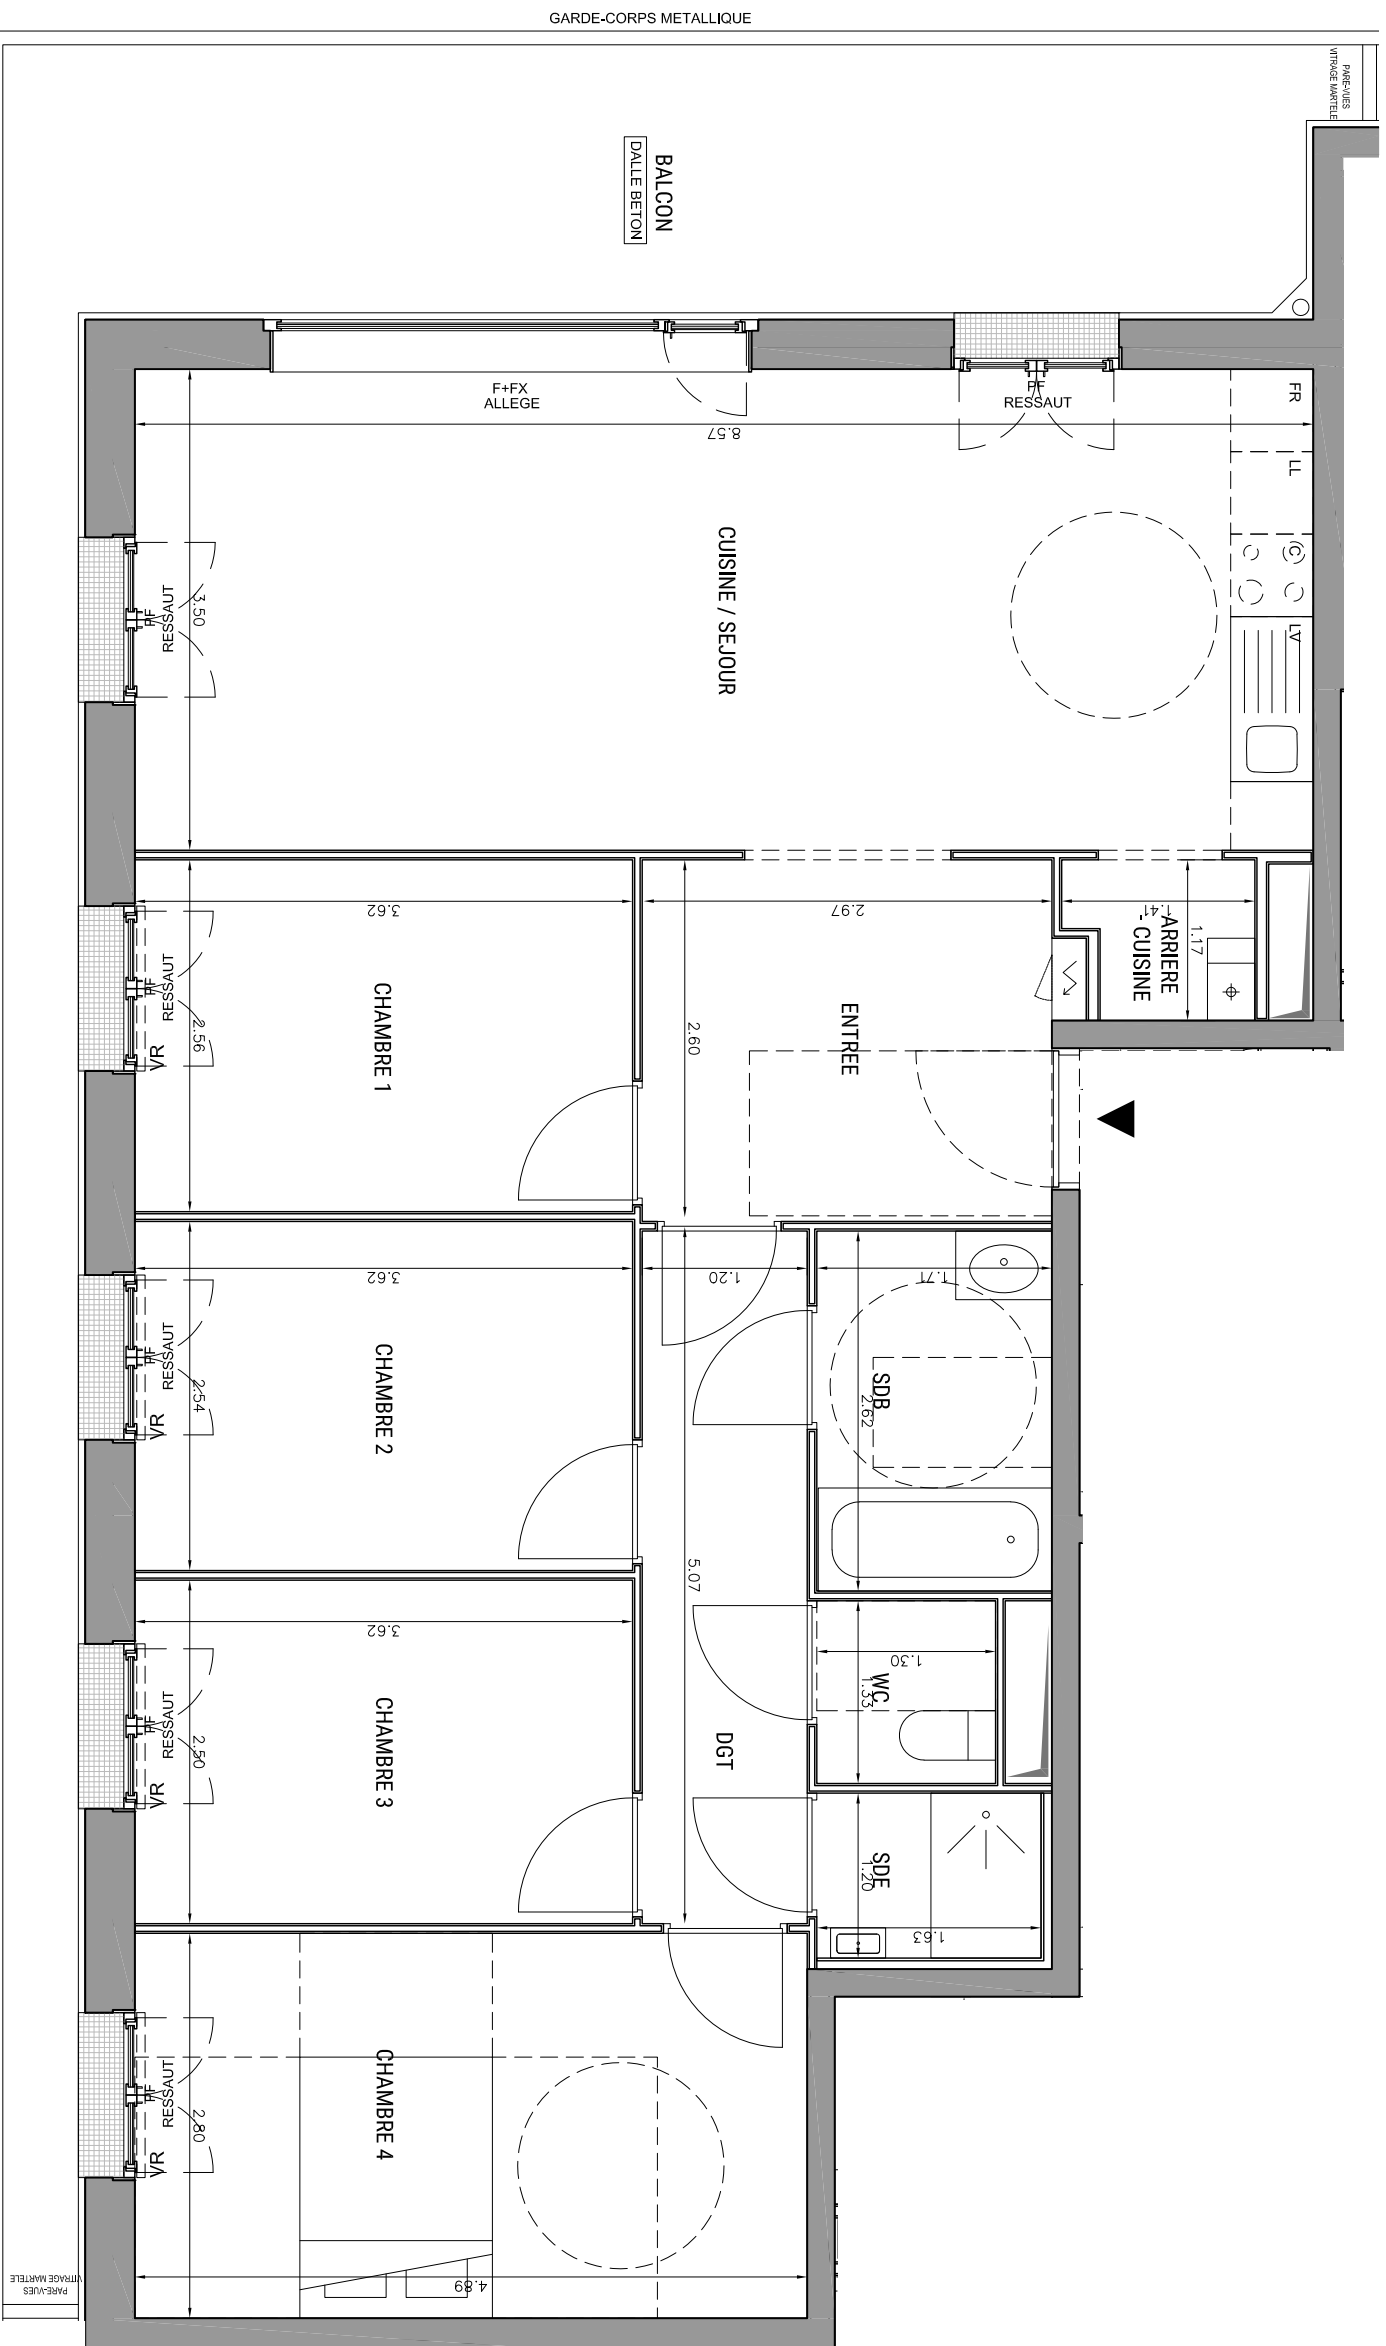 GARDE-CORPS METALLIQUE
PARE-VUES
VITRAGE MARTELE
BALCON
DALLE BETON
F+FX
ALLEGE
PF
RESSAUT
FR
LL
C
LV
8.57
CUISINE / SEJOUR
3.50
PF
RESSAUT
3.62
2.97
1.41
1.17
ARRIERE
- CUISINE
ENTREE
2.60
CHAMBRE 1
2.56
PF
RESSAUT
VR
3.62
1.20
1.71
SDB
2.62
CHAMBRE 2
2.54
PF
RESSAUT
VR
5.07
3.62
1.30
WC
1.33
DGT
CHAMBRE 3
2.50
PF
RESSAUT
VR
SDE
1.20
1.63
CHAMBRE 4
2.80
PF
RESSAUT
VR
4.89
PARE-VUES
VITRAGE MARTELE